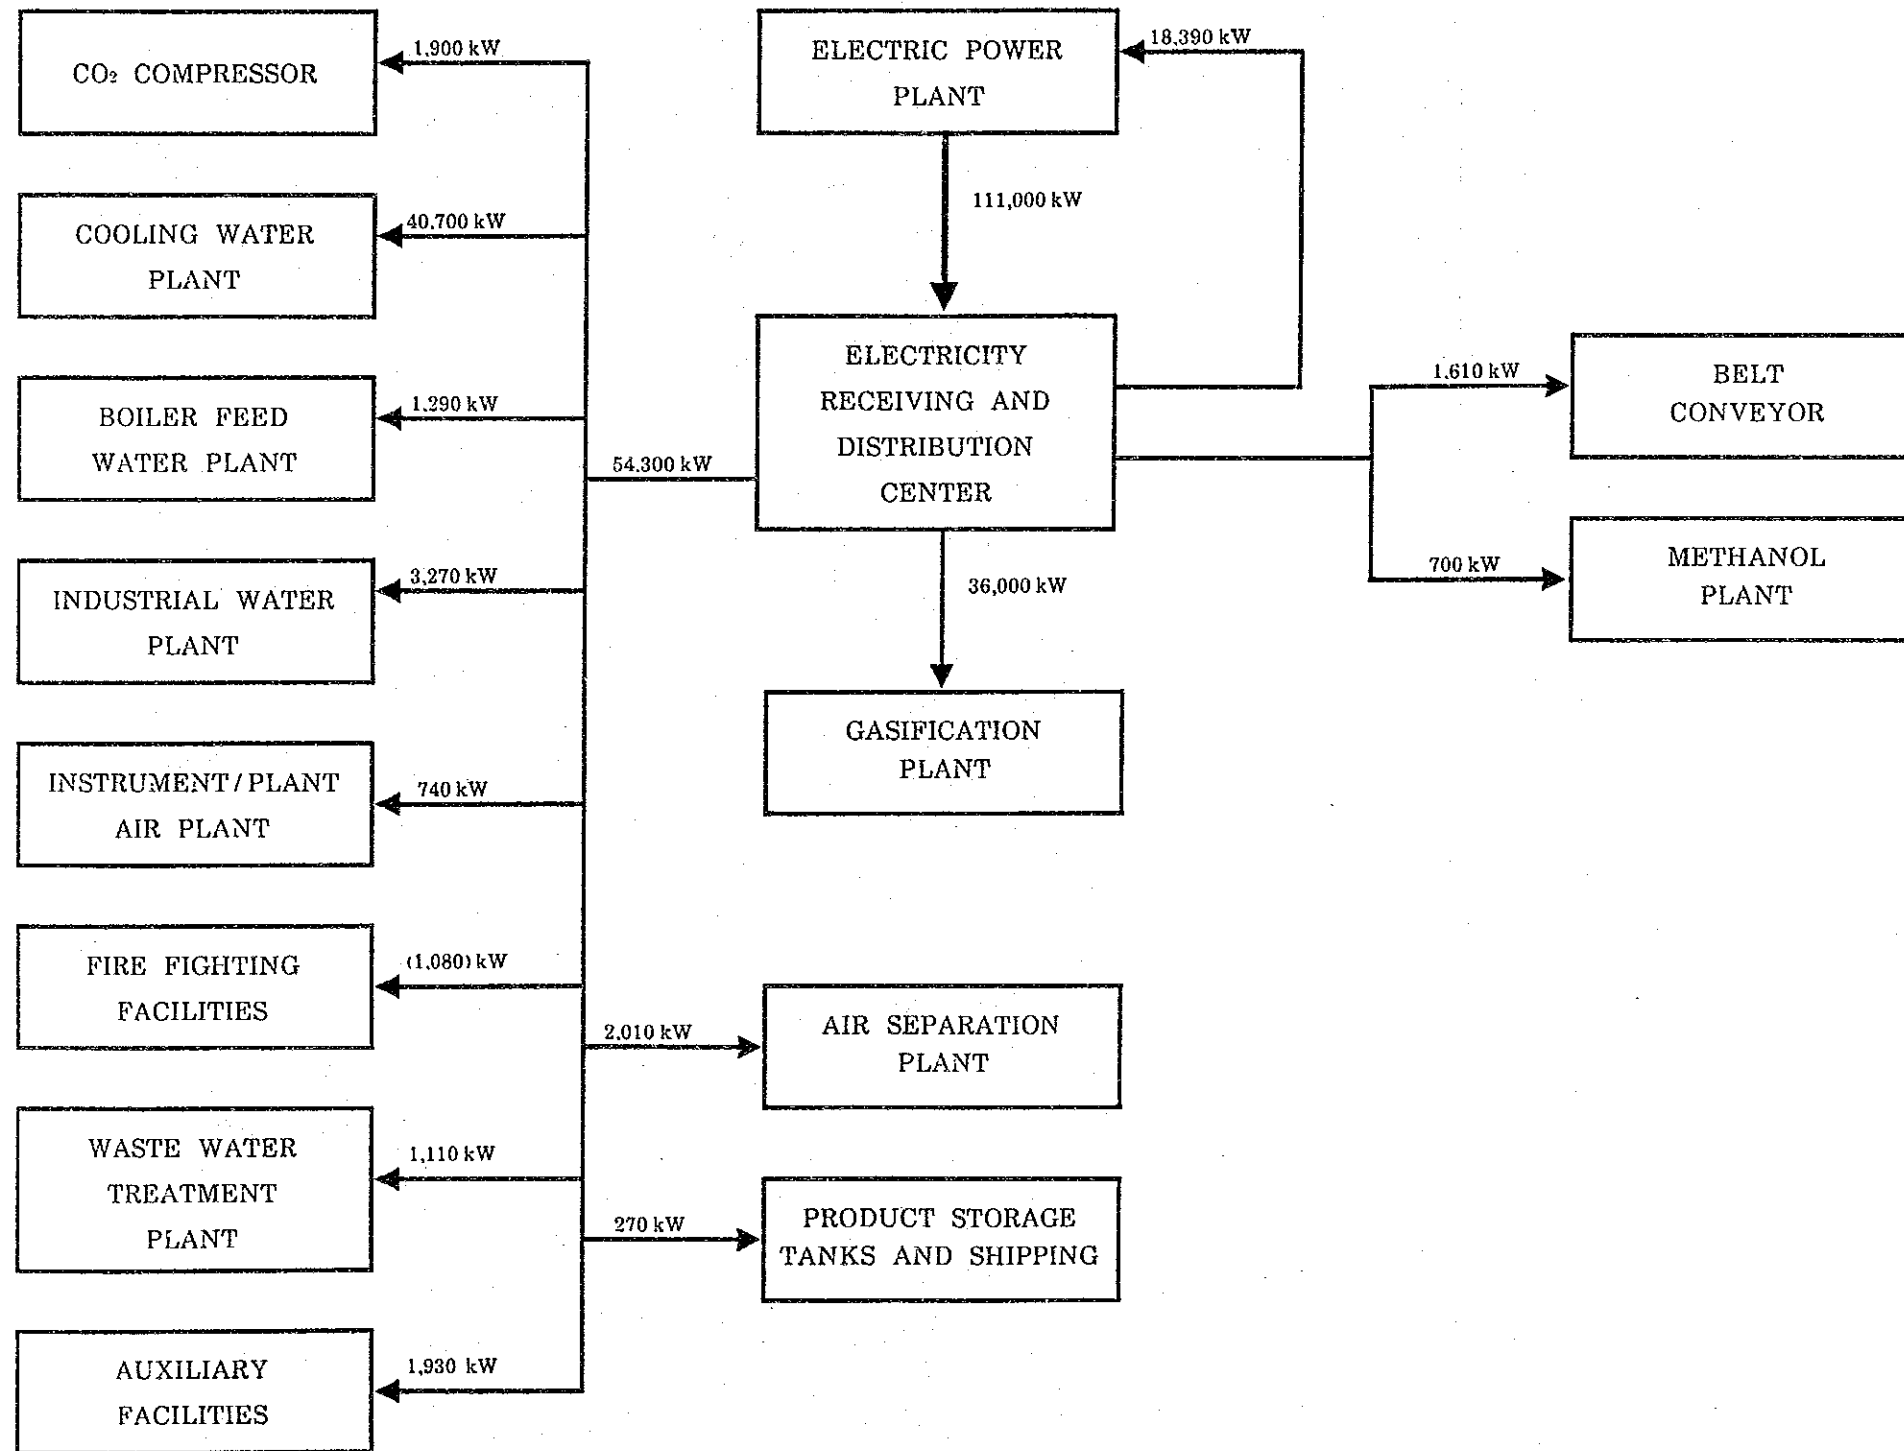 CO₂ COMPRESSOR
1,900 kW
COOLING WATER
PLANT
40,700 kW
BOILER FEED
WATER PLANT
1,290 kW
INDUSTRIAL WATER
PLANT
3,270 kW
INSTRUMENT/PLANT
AIR PLANT
740 kW
FIRE FIGHTING
FACILITIES
(1,080) kW
WASTE WATER
TREATMENT
PLANT
1,110 kW
AUXILIARY
FACILITIES
1,930 kW
54.300 kW
ELECTRIC POWER
PLANT
18,390 kW
111,000 kW
ELECTRICITY
RECEIVING AND
DISTRIBUTION
CENTER
36,000 kW
GASIFICATION
PLANT
2,010 kW
AIR SEPARATION
PLANT
270 kW
PRODUCT STORAGE
TANKS AND SHIPPING
1,610 kW
BELT
CONVEYOR
700 kW
METHANOL
PLANT